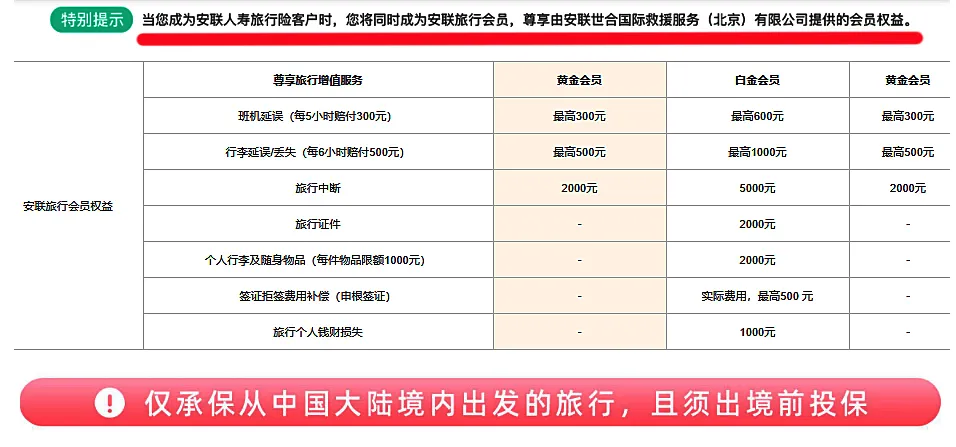 特别提示 当您成为安联人寿旅行险客户时，您将同时成为安联旅行会员，尊享由安联世合国际救援服务（北京）有限公司提供的会员权益。
尊享旅行增值服务 黄金会员 白金会员 黄金会员
班机延误（每5小时赔付300元） 最高300元 最高600元 最高300元
行李延误/丢失（每6小时赔付500元） 最高500元 最高1000元 最高500元
旅行中断 2000元 5000元 2000元
安联旅行会员权益
旅行证件 - 2000元 -
个人行李及随身物品（每件物品限额1000元） - 2000元 -
签证拒签费用补偿（申根签证） - 实际费用，最高500 元 -
旅行个人钱财损失 - 1000元 -
! 仅承保从中国大陆境内出发的旅行，且须出境前投保